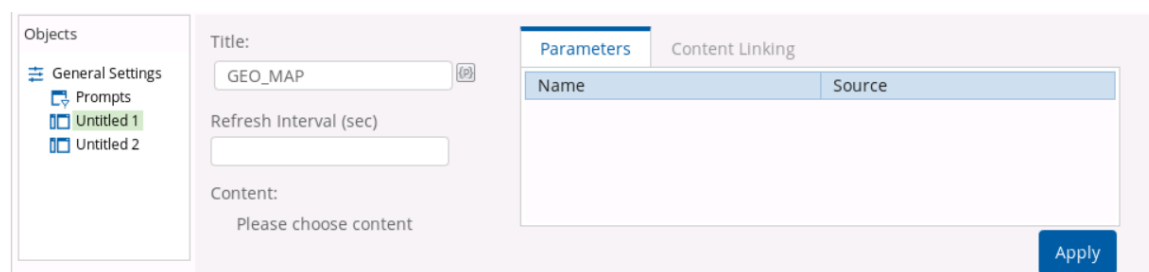 Objects
General Settings
Prompts
Untitled 1
Untitled 2
Title:
GEO_MAP
{p}
Refresh Interval (sec)
Content:
Please choose content
Parameters
Content Linking
Name
Source
Apply